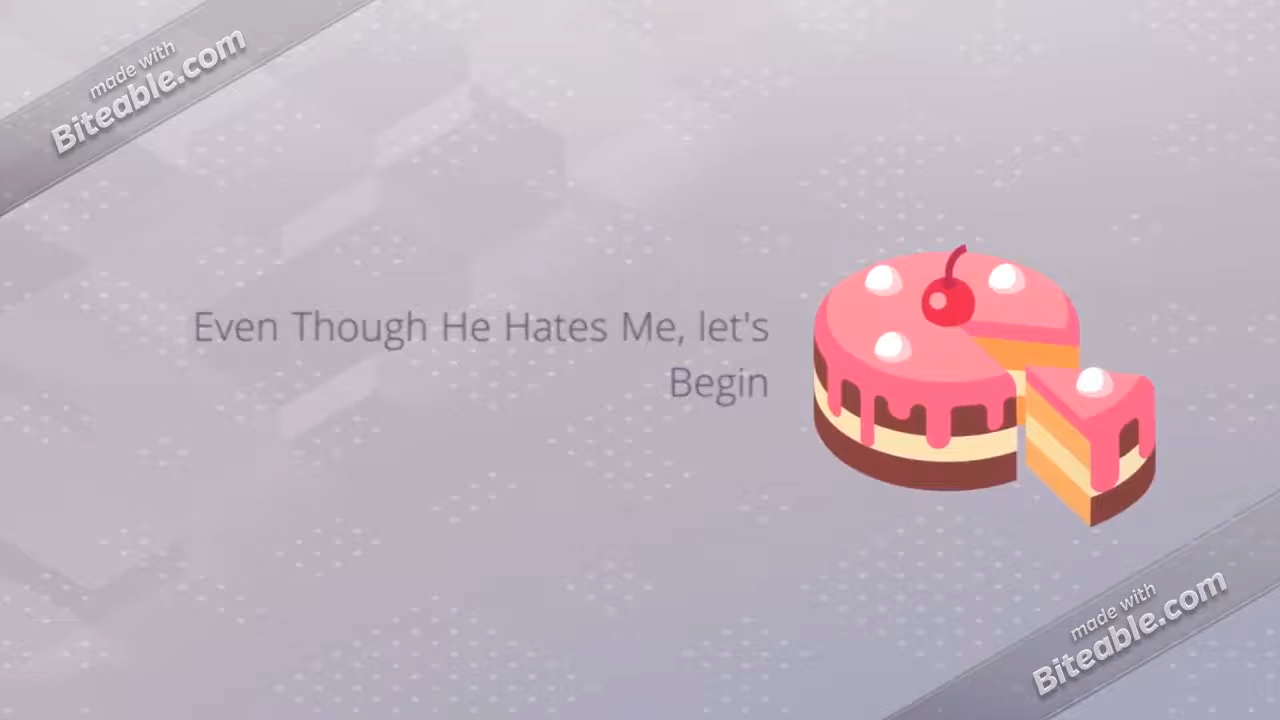 made with
Biteable.com
Even Though He Hates Me, let's
Begin
made with
Biteable.com